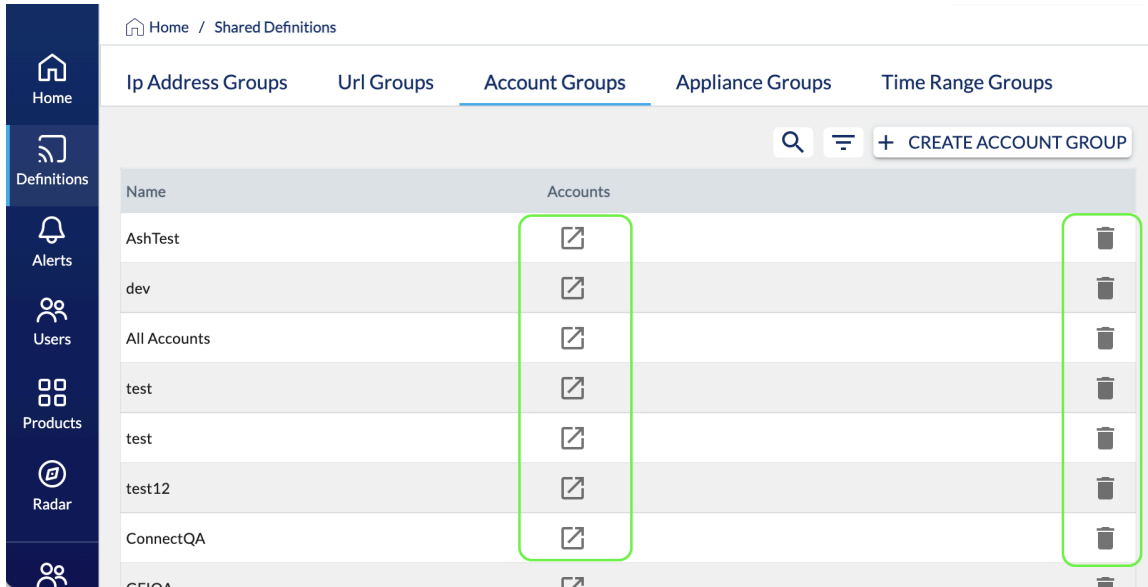 Home / Shared Definitions
Home
Ip Address Groups Url Groups Account Groups Appliance Groups Time Range Groups
+ CREATE ACCOUNT GROUP
Definitions
Name Accounts
AshTest
Alerts
dev
Users
All Accounts
test
Products
test
test12
Radar
ConnectQA